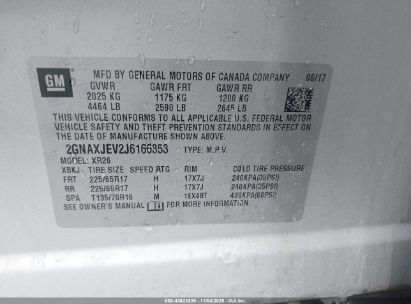 GM
MFD BY GENERAL MOTORS OF CANADA COMPANY 08/17
GVWR GAWR FRT GAWR RR
2025 KG 1175 KG 1200 KG
4464 LB 2590 LB 2645 LB
THIS VEHICLE CONFORMS TO ALL APPLICABLE U.S. FEDERAL MOTOR
VEHICLE SAFETY AND THEFT PREVENTION STANDARDS IN EFFECT ON
THE DATE OF MANUFACTURE SHOWN ABOVE.
2GNAXJEV2J6166353 TYPE: M.P.V.
MODEL: XR26
XBKJ TIRE SIZE SPEED RTG RIM COLD TIRE PRESSURE
FRT 225/65R17 H 17X7J 240KPA(35PSI)
RR 225/65R17 H 17X7J 240KPA(35PSI)
SPA T135/70R16 M 16X4BT 420KPA(60PSI)
SEE OWNER'S MANUAL FOR MORE INFORMATION.